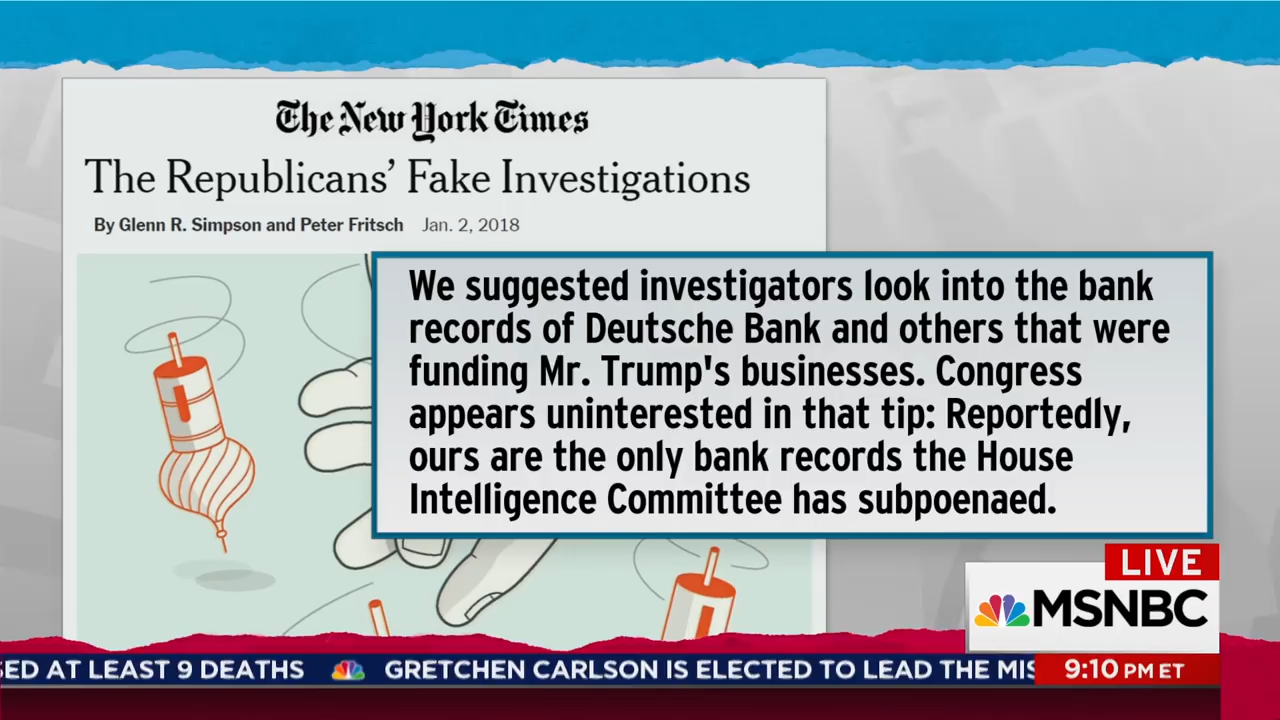 The New York Times
The Republicans' Fake Investigations
By Glenn R. Simpson and Peter Fritsch Jan. 2, 2018
We suggested investigators look into the bank
records of Deutsche Bank and others that were
funding Mr. Trump's businesses. Congress
appears uninterested in that tip: Reportedly,
ours are the only bank records the House
Intelligence Committee has subpoenaed.
LIVE
MSNBC
SED AT LEAST 9 DEATHS GRETCHEN CARLSON IS ELECTED TO LEAD THE MIS 9:10 PM ET